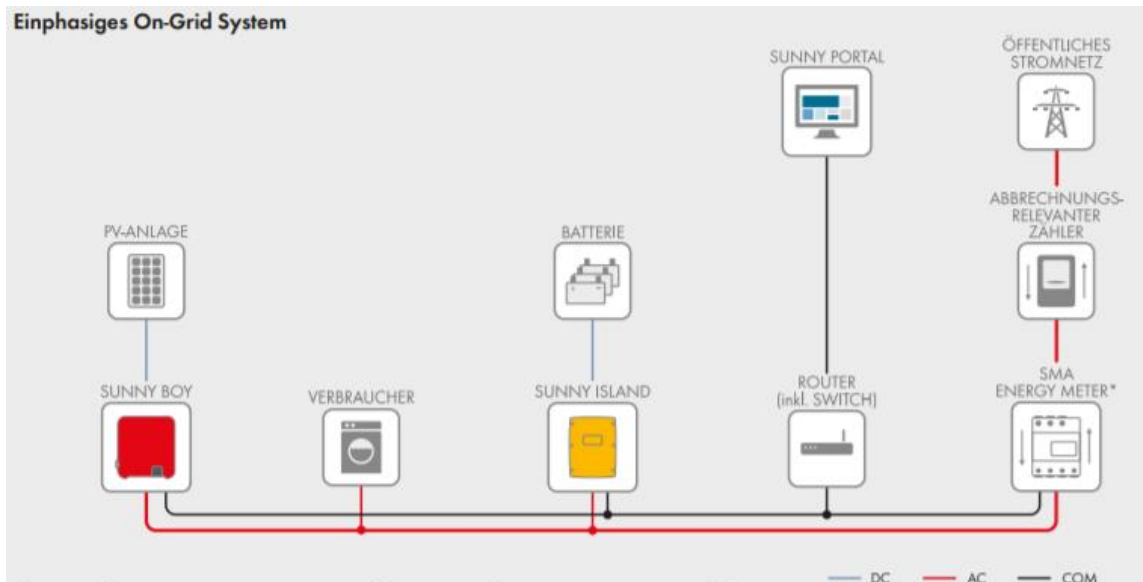 Einphasiges On-Grid System
SUNNY PORTAL
ÖFFENTLICHES
STROMNETZ
ABBRECHNUNGS-
RELEVANTER
ZÄHLER
PV-ANLAGE
BATTERIE
SUNNY BOY
VERBRAUCHER
SUNNY ISLAND
ROUTER
(inkl. SWITCH)
SMA
ENERGY METER*
DC AC COM